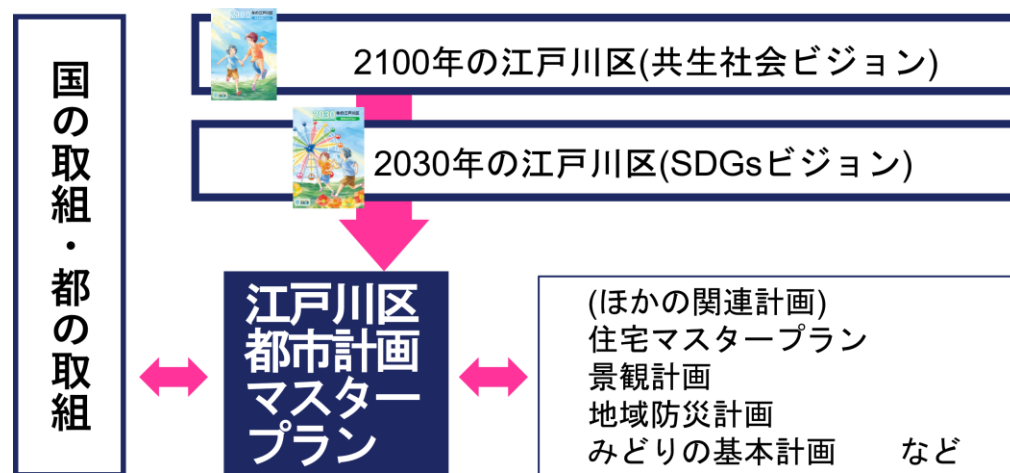 国の取組・都の取組
2100年の江戸川区(共生社会ビジョン)
2030
2030年の江戸川区(SDGsビジョン)
江戸川区
都市計画
マスター
プラン
(ほかの関連計画)
住宅マスタープラン
景観計画
地域防災計画
みどりの基本計画　　など